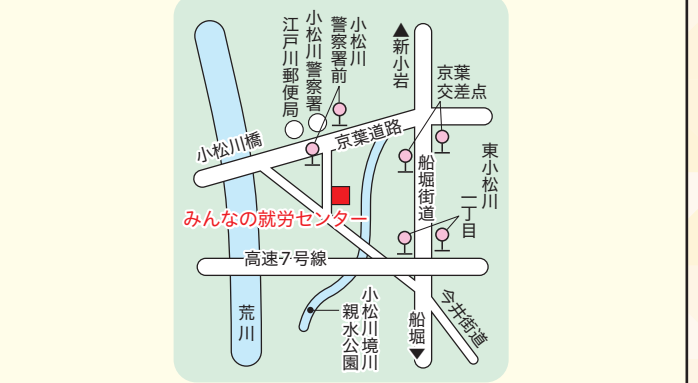 江戸川郵便局
小松川警察署
小松川
警察署前
▲新小岩
京葉
交差点
小松川橋
京葉道路
船堀街道
東小松川
一丁目
みんなの就労センター
高速7号線
荒川
小松川境川
親水公園
船堀▼
今井街道